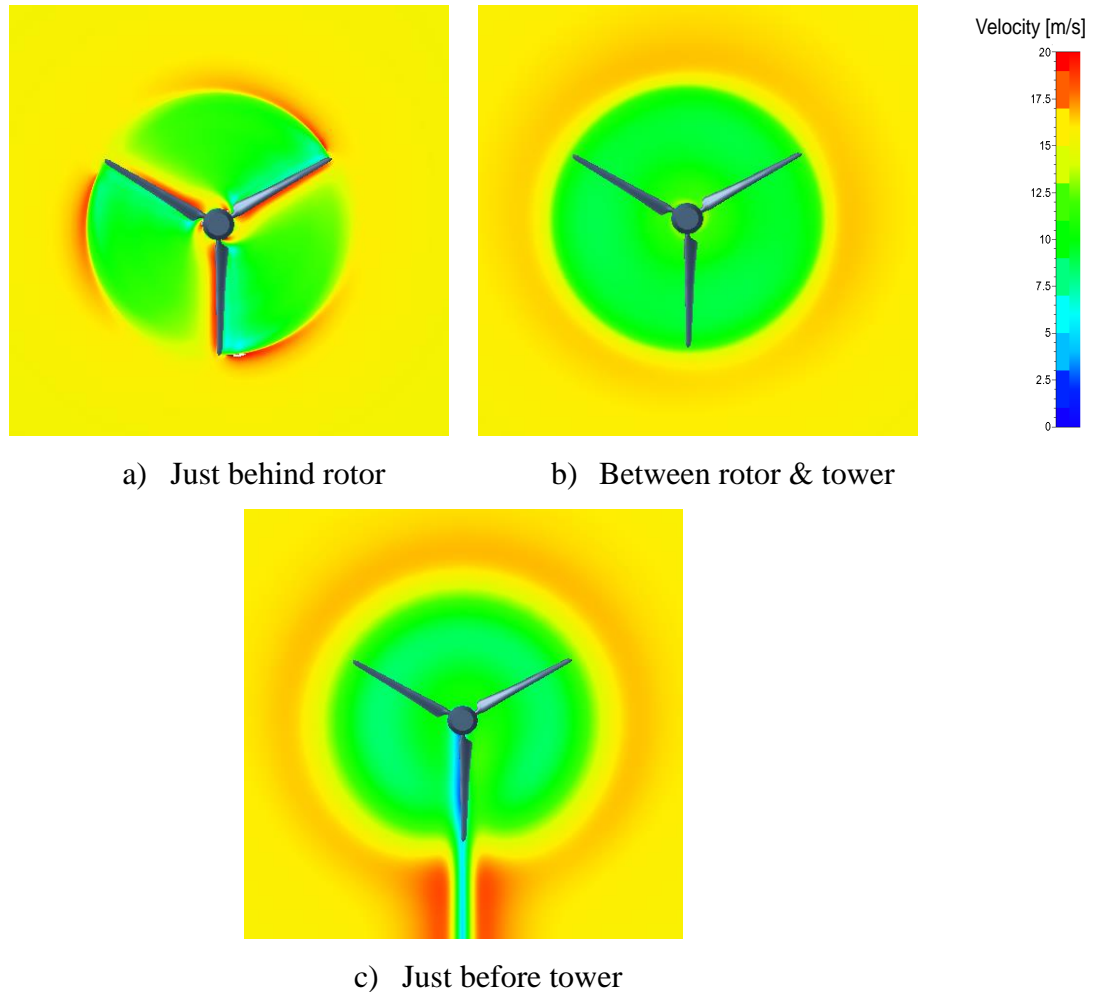 Velocity [m/s]
20
17.5
15
12.5
10
7.5
5
2.5
0
a) Just behind rotor
b) Between rotor & tower
c) Just before tower